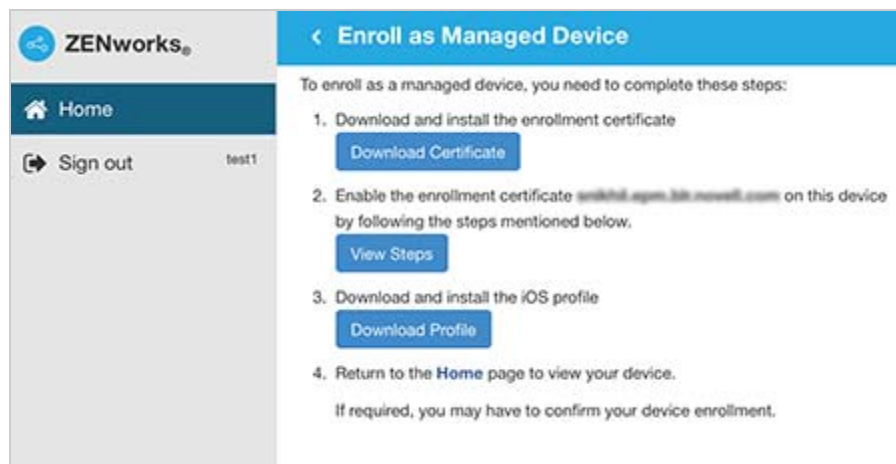 ZENworks®
Home
Sign out
test1
< Enroll as Managed Device
To enroll as a managed device, you need to complete these steps:
1. Download and install the enrollment certificate
Download Certificate
2. Enable the enrollment certificate on this device
by following the steps mentioned below.
View Steps
3. Download and install the iOS profile
Download Profile
4. Return to the Home page to view your device.
If required, you may have to confirm your device enrollment.